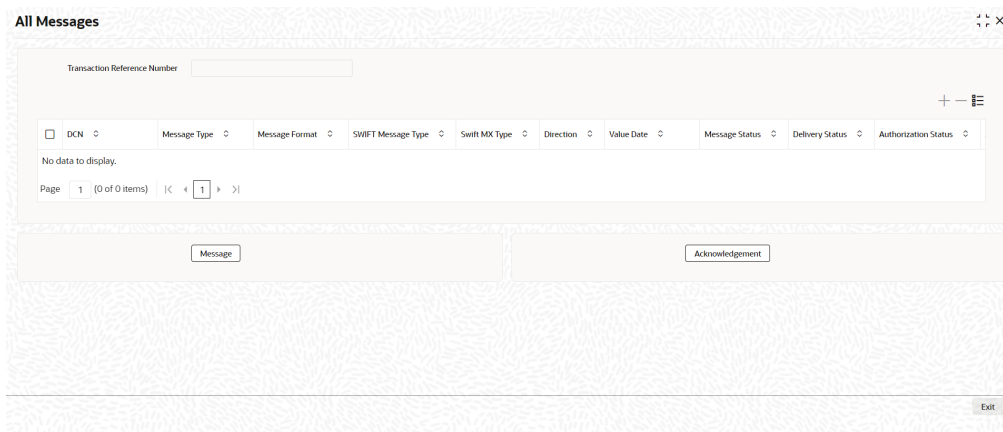 All Messages
Transaction Reference Number
DCN Message Type Message Format SWIFT Message Type Swift MX Type Direction Value Date Message Status Delivery Status Authorization Status
No data to display.
Page 1 (0 of 0 items) 1
Message Acknowledgement
Exit